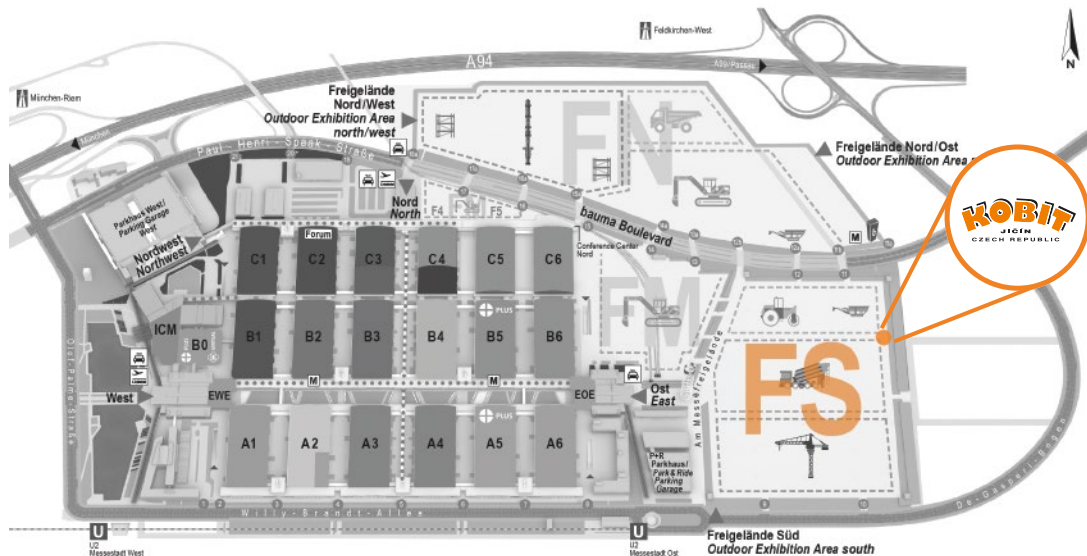 Feldkirchen-West
A94
A99/Passau
N
München-Riem
München
Freigelände
Nord/West
Outdoor Exhibition Area
north/west
Paul-Henri-Spaak-Straße
FN
Freigelände Nord/Ost
Outdoor Exhibition Area
KOBIT
JIČÍN
CZECH REPUBLIC
Parkhaus West/
Parking Garage
West
Nordwest
Northwest
Nord
North
F4
F5
bauma Boulevard
M
Forum
Conference Center
Nord
C1
C2
C3
C4
C5
C6
FM
ICM
B0
B1
B2
B3
B4
PLUS
B5
B6
FS
Am Messefreigelände
Olof-Palme-Straße
West
EWE
M
M
EOE
Ost
East
A1
A2
A3
A4
PLUS
A5
A6
P+R
Parkhaus/
Park & Ride
Parking
Garage
De-Gasperi-Bogen
Willy-Brandt-Allee
U
U2
Messestadt West
U
U2
Messestadt Ost
Freigelände Süd
Outdoor Exhibition Area south